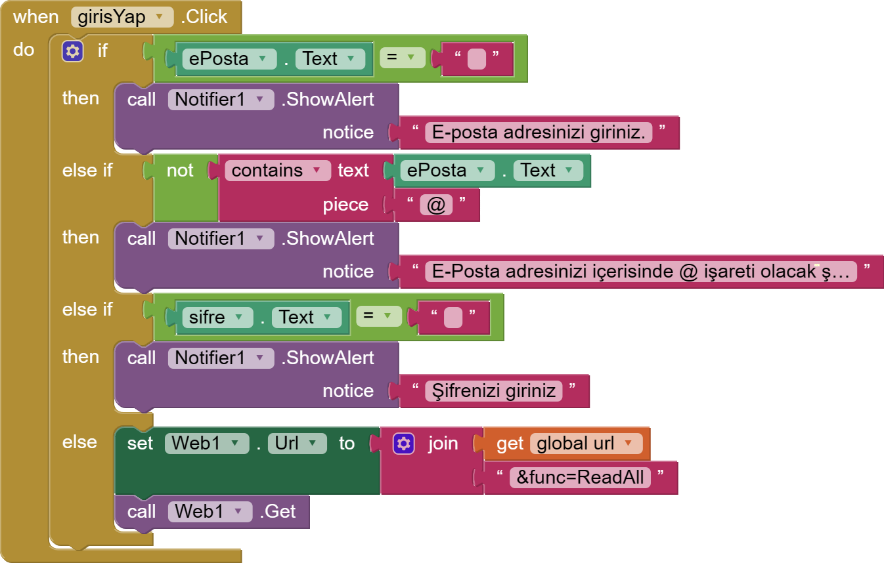 when girisYap .Click
do if ePosta . Text = " "
then call Notifier1 .ShowAlert
notice " E-posta adresinizi giriniz. "
else if not contains text ePosta . Text
piece " @ "
then call Notifier1 .ShowAlert
notice " E-Posta adresinizi içerisinde @ işareti olacak ş... "
else if sifre . Text = " "
then call Notifier1 .ShowAlert
notice " Şifrenizi giriniz "
else set Web1 . Url to join get global url
" &func=ReadAll "
call Web1 .Get